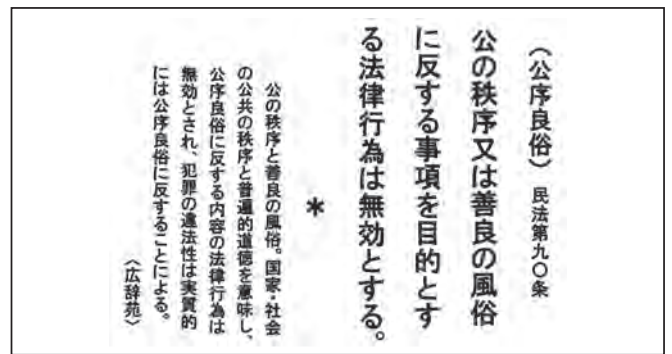 （公序良俗）民法第九〇条
公の秩序又は善良の風俗
に反する事項を目的とす
る法律行為は無効とする。
＊
公の秩序と善良の風俗。国家・社会
の公共の秩序と普遍的道徳を意味し、
公序良俗に反する内容の法律行為は
無効とされ、犯罪の違法性は実質的
には公序良俗に反することによる。
〈広辞苑〉